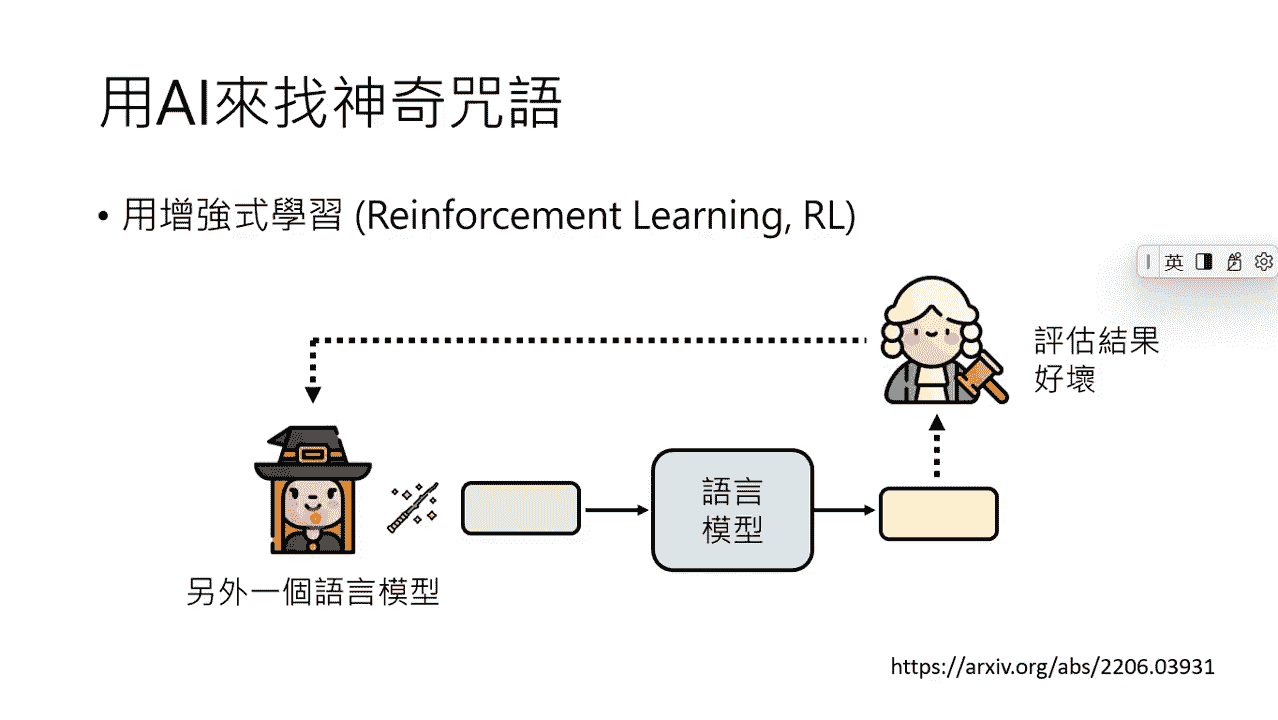 用AI來找神奇咒語
• 用增強式學習 (Reinforcement Learning, RL)
英
評估結果
好壞
語言
模型
另外一個語言模型
https://arxiv.org/abs/2206.03931